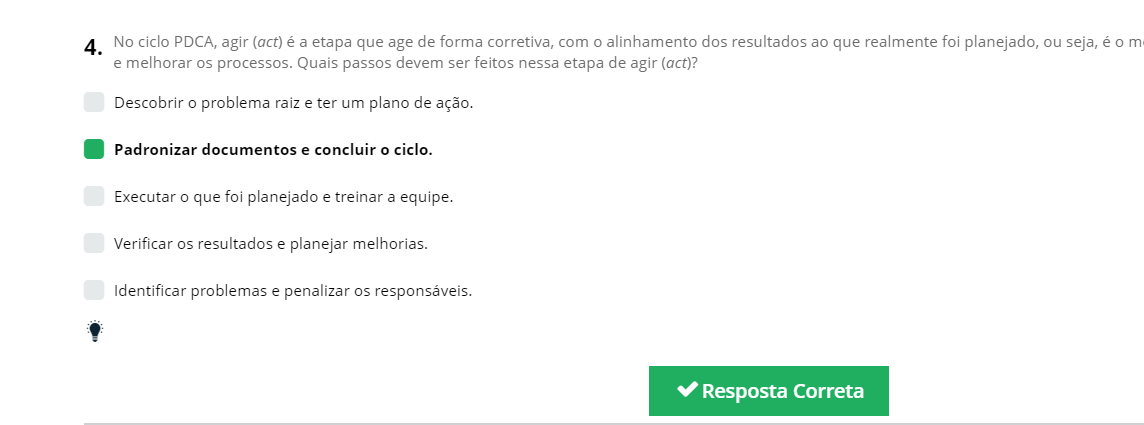 4. No ciclo PDCA, agir (act) é a etapa que age de forma corretiva, com o alinhamento dos resultados ao que realmente foi planejado, ou seja, é o
e melhorar os processos. Quais passos devem ser feitos nessa etapa de agir (act)?
Descobrir o problema raiz e ter um plano de ação.
Padronizar documentos e concluir o ciclo.
Executar o que foi planejado e treinar a equipe.
Verificar os resultados e planejar melhorias.
Identificar problemas e penalizar os responsáveis.
Resposta Correta